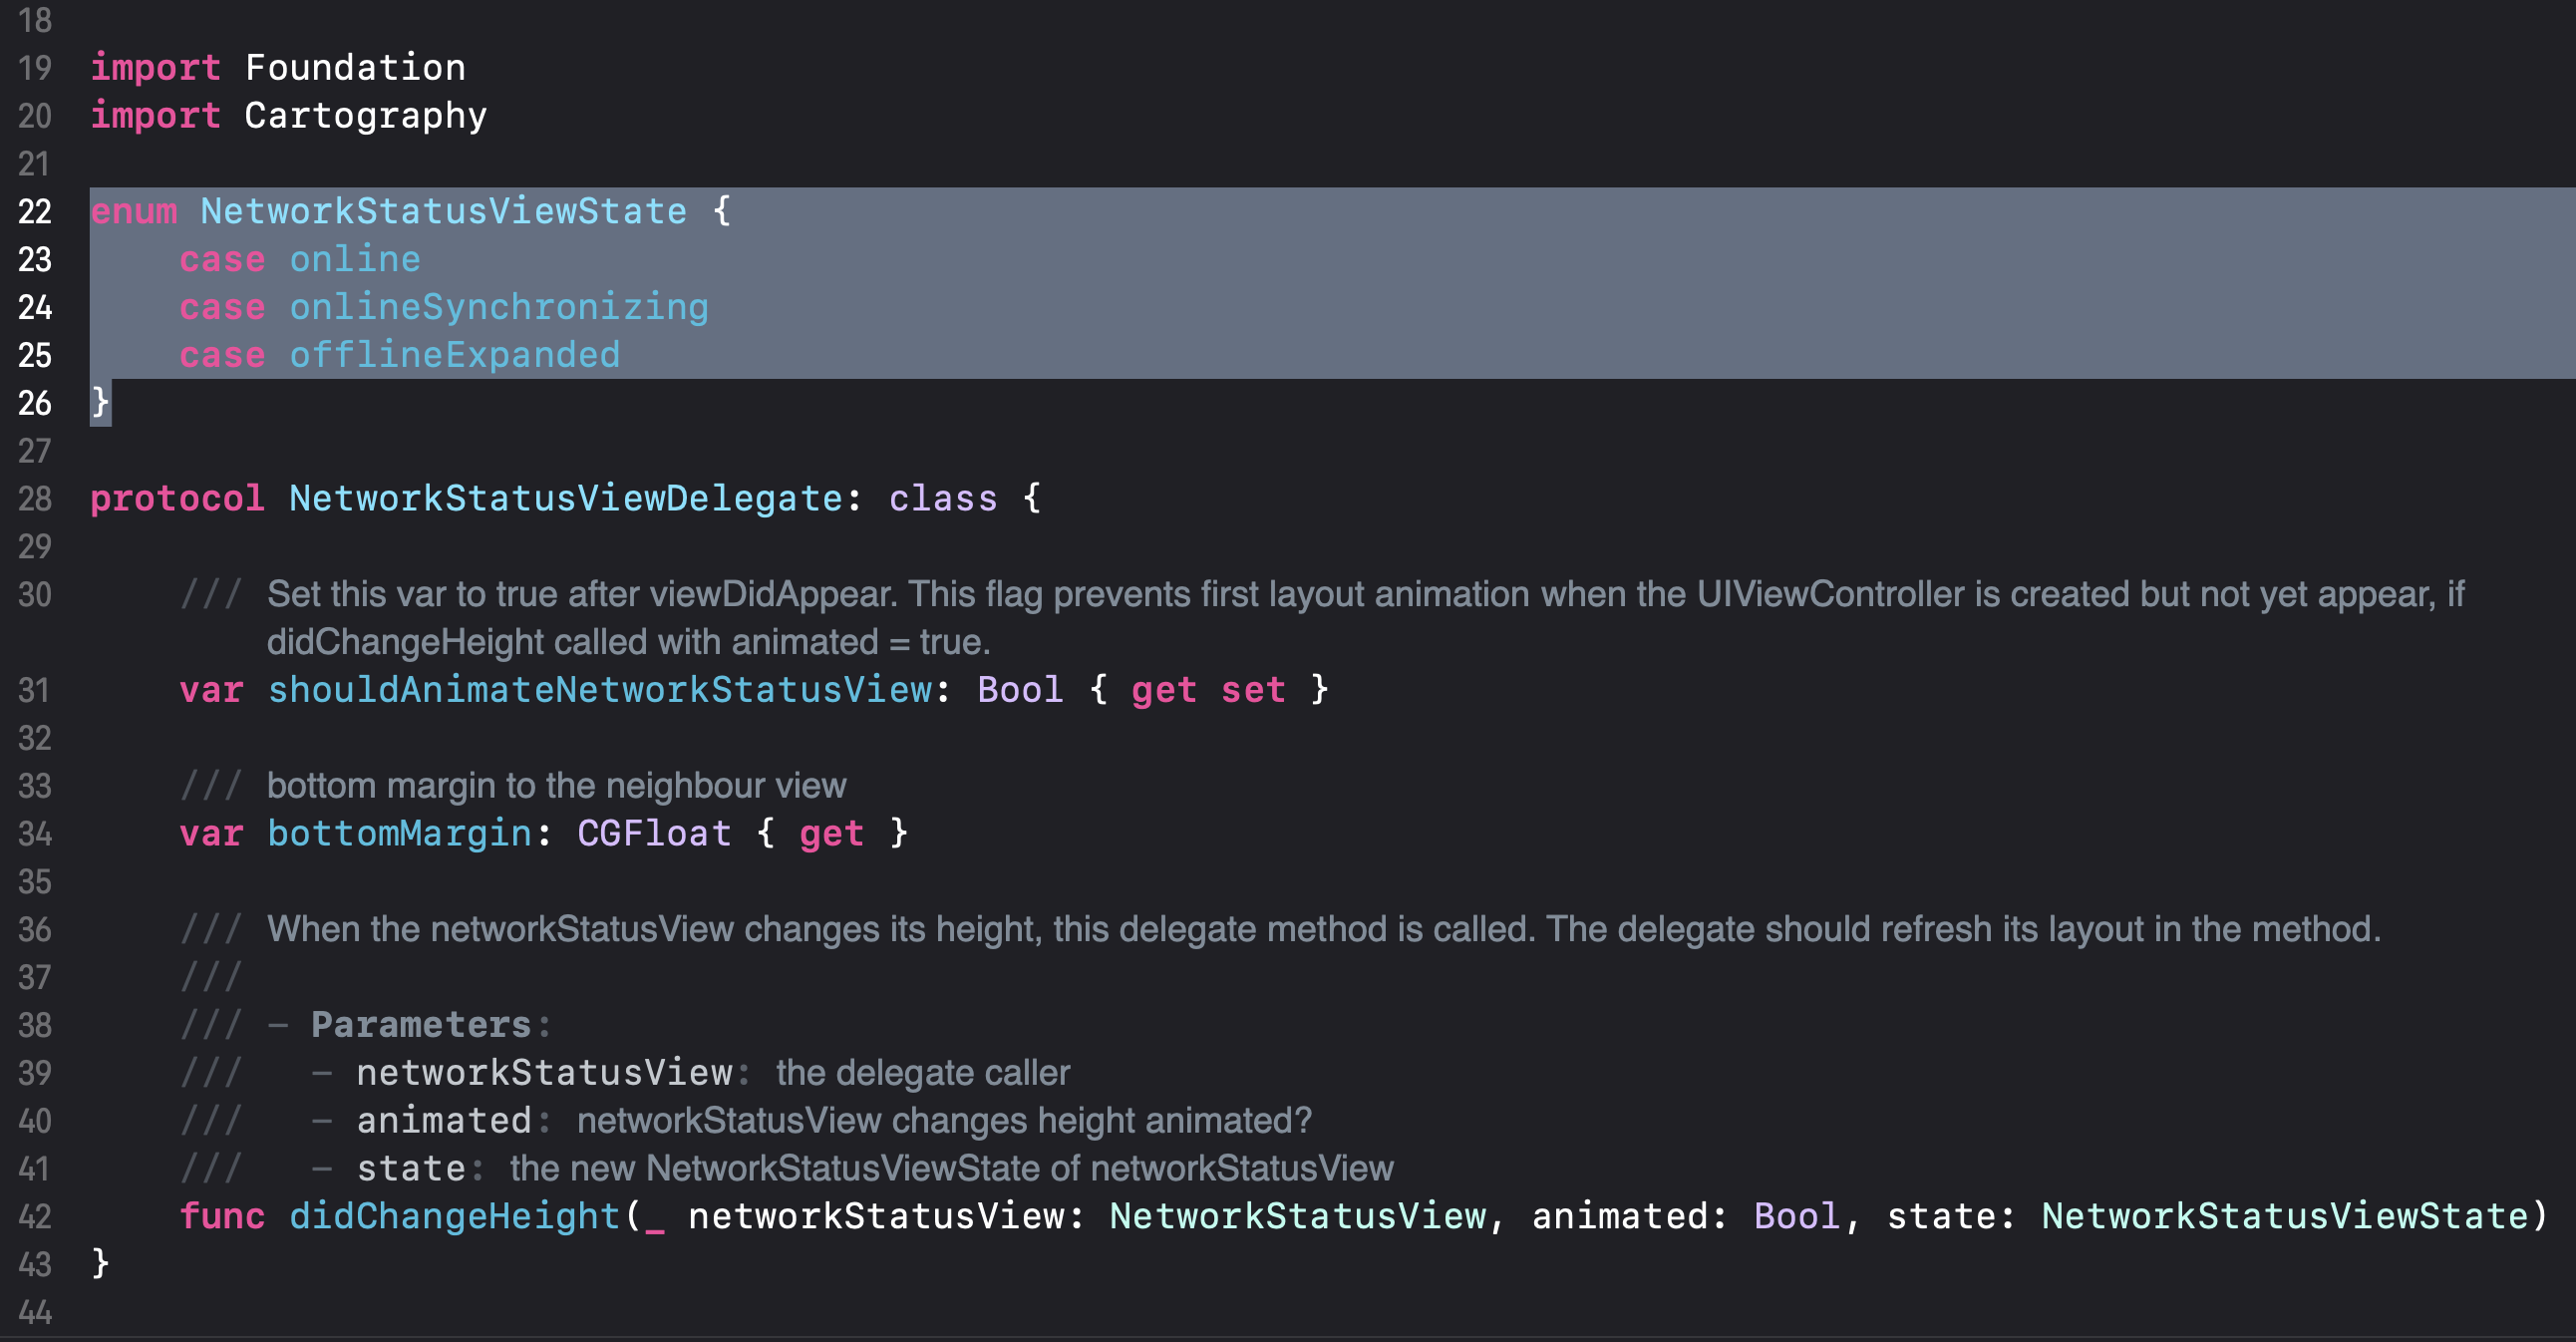 18
19 import Foundation
20 import Cartography
21
22 enum NetworkStatusViewState {
23     case online
24     case onlineSynchronizing
25     case offlineExpanded
26 }
27
28 protocol NetworkStatusViewDelegate: class {
29
30     /// Set this var to true after viewDidAppear. This flag prevents first layout animation when the UIViewController is created but not yet appear, if
didChangeHeight called with animated = true.
31     var shouldAnimateNetworkStatusView: Bool { get set }
32
33     /// bottom margin to the neighbour view
34     var bottomMargin: CGFloat { get }
35
36     /// When the networkStatusView changes its height, this delegate method is called. The delegate should refresh its layout in the method.
37     ///
38     /// – Parameters:
39     ///   – networkStatusView: the delegate caller
40     ///   – animated: networkStatusView changes height animated?
41     ///   – state: the new NetworkStatusViewState of networkStatusView
42     func didChangeHeight(_ networkStatusView: NetworkStatusView, animated: Bool, state: NetworkStatusViewState)
43 }
44